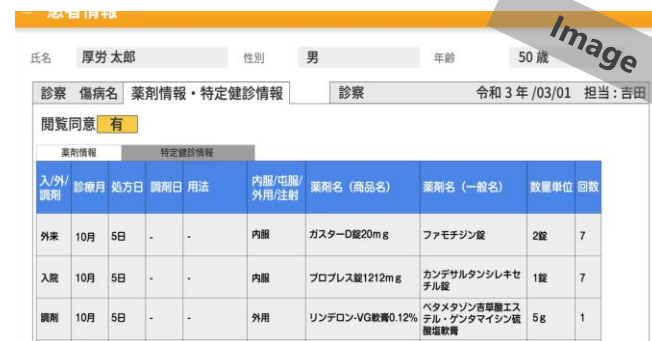 患者情報
Image
氏名 厚労 太郎 性別 男 年齢 50 歳
診察 傷病名 薬剤情報・特定健診情報 診察 令和 3 年 /03/01 担当 : 吉田
閲覧同意 有
薬剤情報 特定健診情報
入/外/調剤 診療月 処方日 調剤日 用法 内服/屯服/外用/注射 薬剤名（商品名） 薬剤名（一般名） 数量単位 回数
外来 10月 5日 - - 内服 ガスターD錠20mg ファモチジン錠 2錠 7
入院 10月 5日 - - 内服 ブロプレス錠1212mg カンデサルタンシレキセチル錠 1錠 7
調剤 10月 5日 - - 外用 リンデロン-VG軟膏0.12% ベタメタゾン吉草酸エステル・ゲンタマイシン硫酸塩軟膏 5g 1